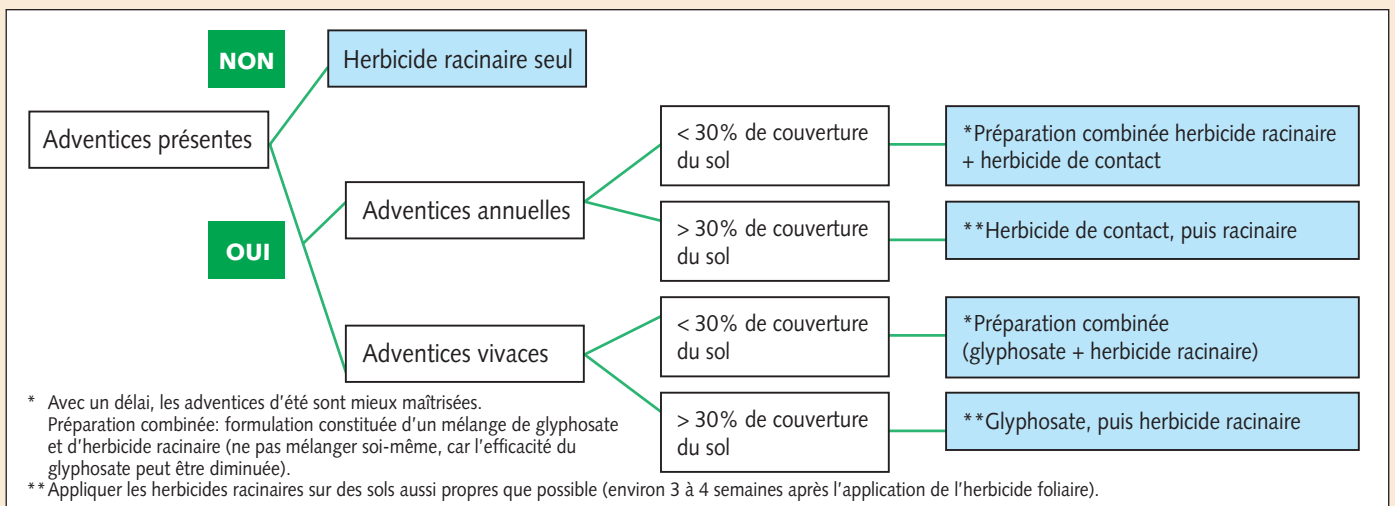 NON
Herbicide racinaire seul
Adventices présentes
OUI
Adventices annuelles
< 30% de couverture
du sol
*Préparation combinée herbicide racinaire
+ herbicide de contact
> 30% de couverture
du sol
**Herbicide de contact, puis racinaire
Adventices vivaces
< 30% de couverture
du sol
*Préparation combinée
(glyphosate + herbicide racinaire)
> 30% de couverture
du sol
**Glyphosate, puis herbicide racinaire
* Avec un délai, les adventices d'été sont mieux maîtrisées.
Préparation combinée: formulation constituée d'un mélange de glyphosate
et d'herbicide racinaire (ne pas mélanger soi-même, car l'efficacité du
glyphosate peut être diminuée).
** Appliquer les herbicides racinaires sur des sols aussi propres que possible (environ 3 à 4 semaines après l'application de l'herbicide foliaire).